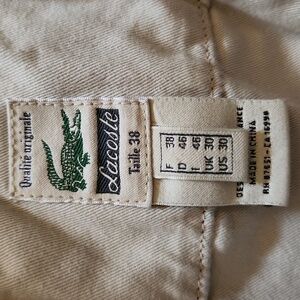 Qualité originale
Lacoste
Taille 38
F 38
D 46
I 46
UK 30
US 30
MADE IN CHINA